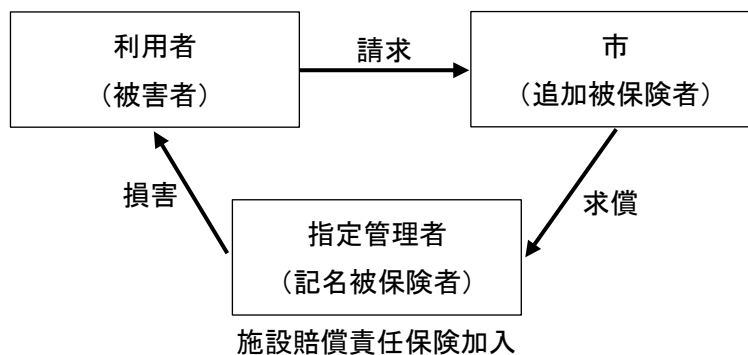 利用者
（被害者）
請求
市
（追加被保険者）
損害
求償
指定管理者
（記名被保険者）
施設賠償責任保険加入